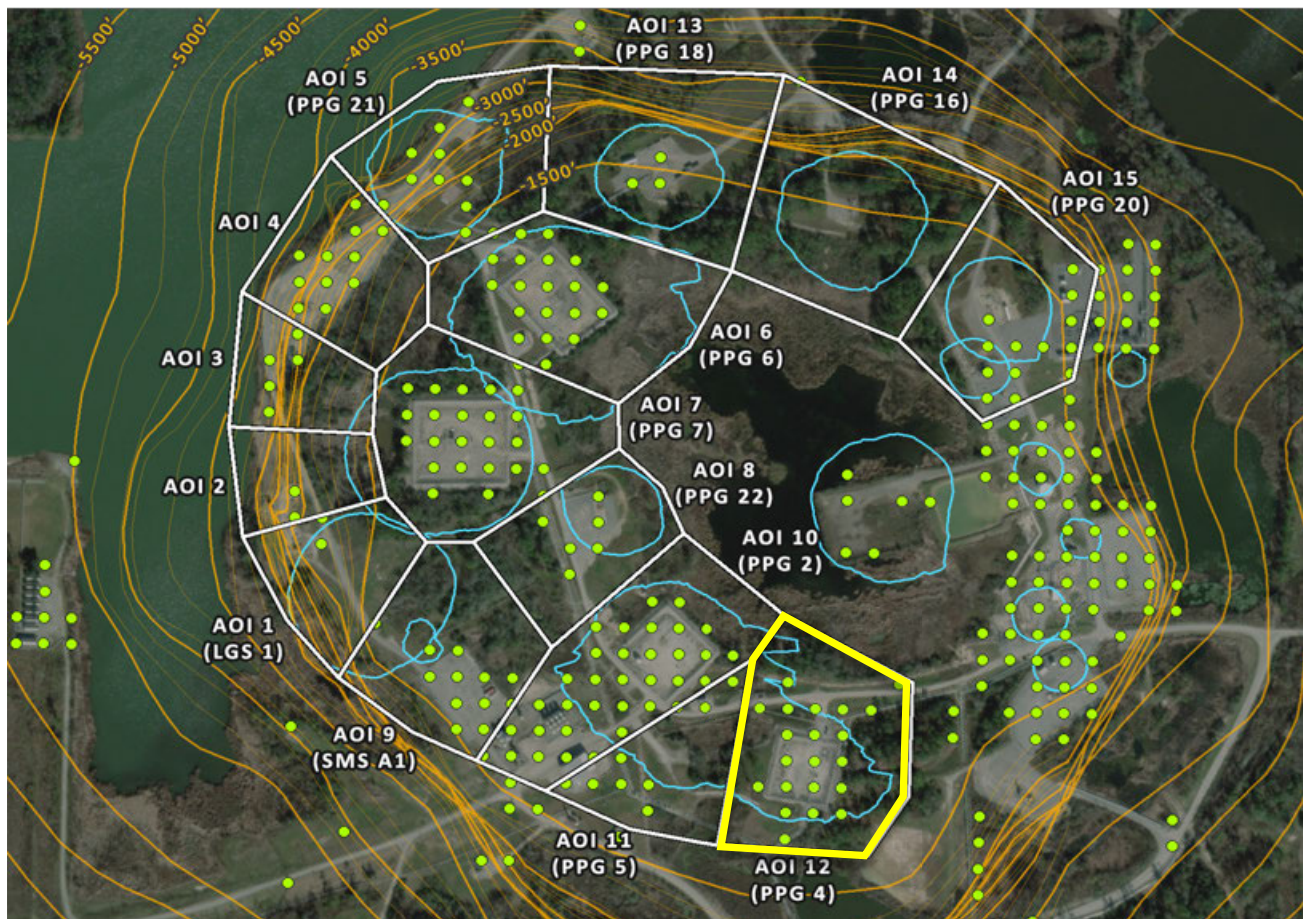 -5500'
-5000'
-4500'
-4000'
-3500'
-3000'
-2500'
-2000'
-1500'
AOI 13
(PPG 18)
AOI 5
(PPG 21)
AOI 14
(PPG 16)
AOI 15
(PPG 20)
AOI 4
AOI 3
AOI 6
(PPG 6)
AOI 7
(PPG 7)
AOI 2
AOI 8
(PPG 22)
AOI 10
(PPG 2)
AOI 1
(LGS 1)
AOI 9
(SMS A1)
AOI 11
(PPG 5)
AOI 12
(PPG 4)